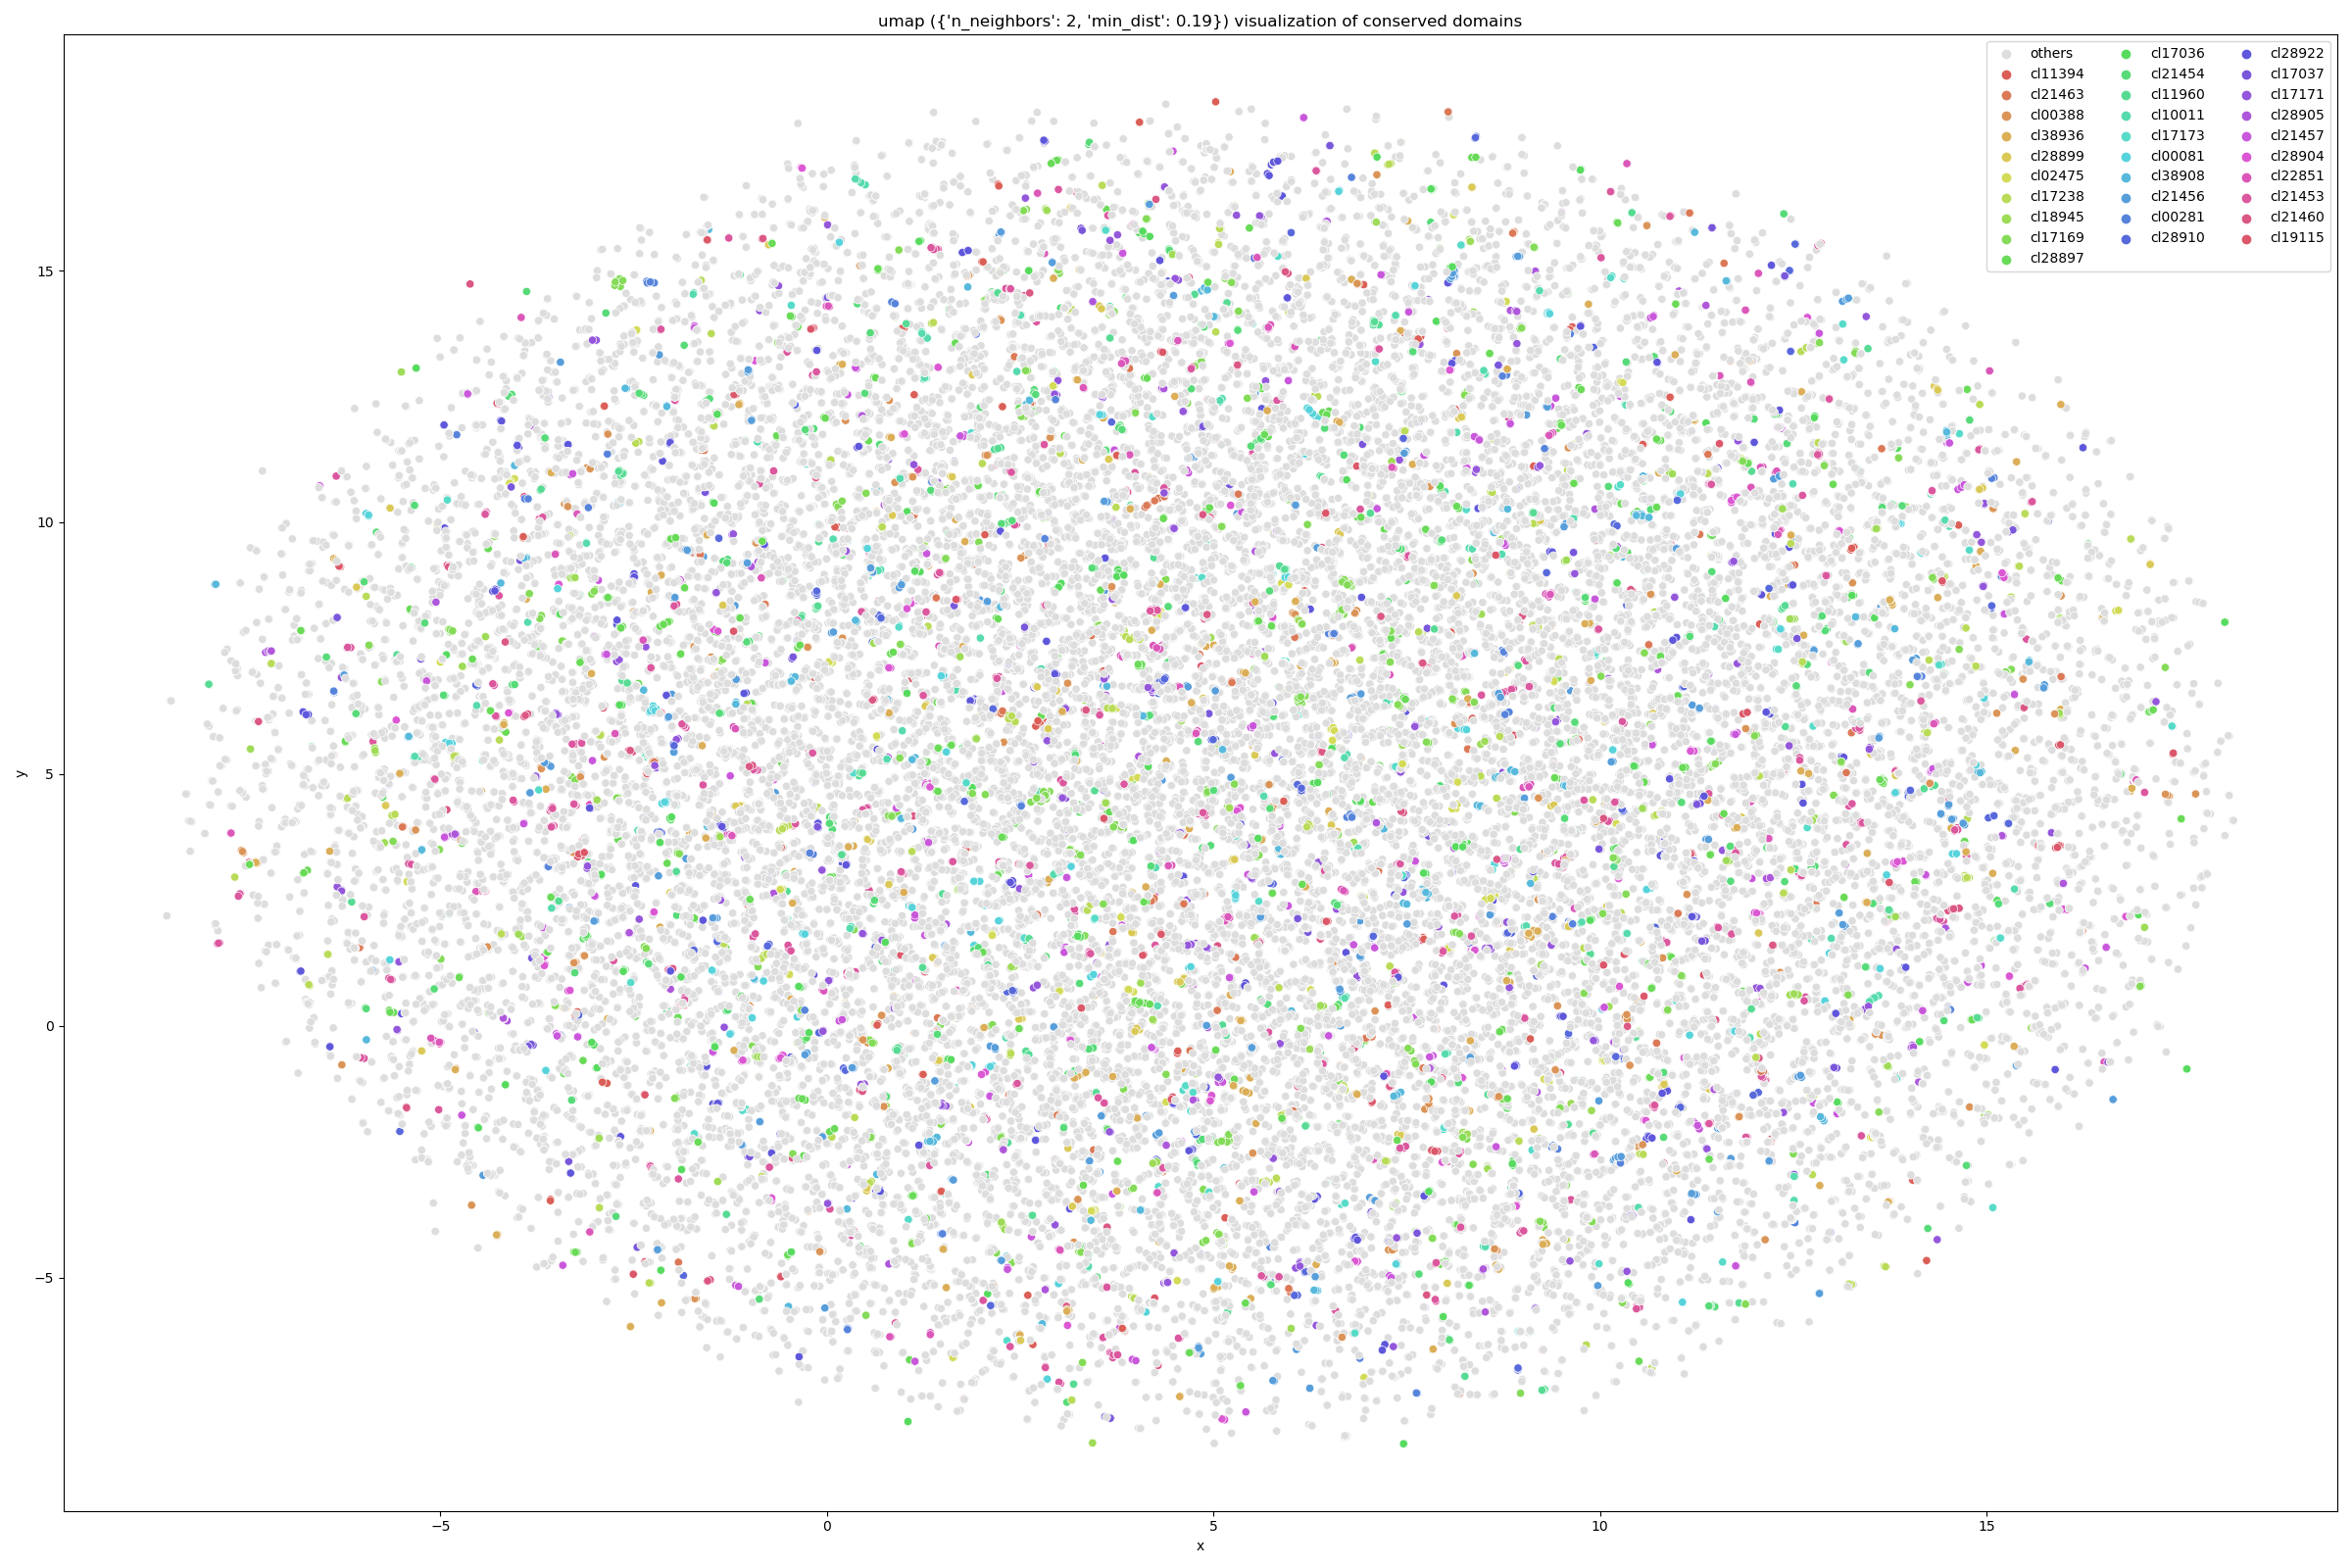 umap ({'n_neighbors': 2, 'min_dist': 0.19}) visualization of conserved domains
others
cl11394
cl21463
cl00388
cl38936
cl28899
cl02475
cl17238
cl18945
cl17169
cl28897
cl17036
cl21454
cl11960
cl10011
cl17173
cl00081
cl38908
cl21456
cl00281
cl28910
cl28922
cl17037
cl17171
cl28905
cl21457
cl28904
cl22851
cl21453
cl21460
cl19115
15
10
5
0
−5
y
−5
0
5
10
15
x